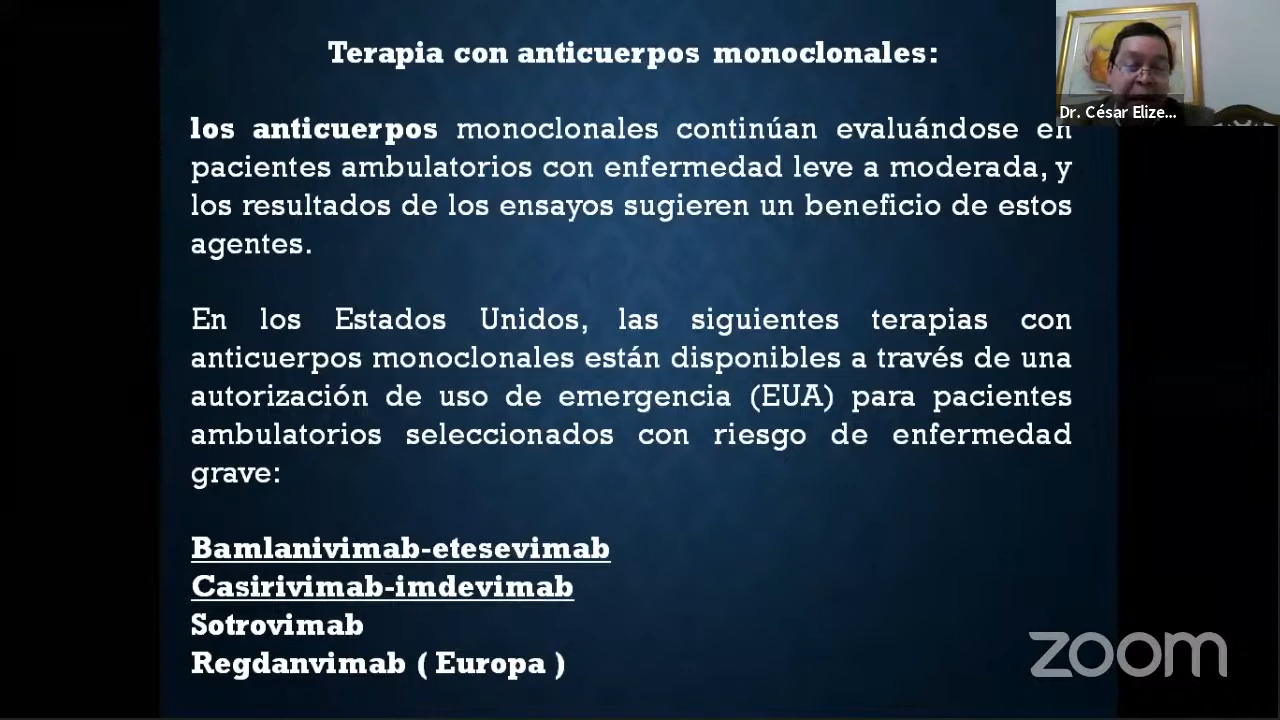 Terapia con anticuerpos monoclonales:
Dr. César Elize...
los anticuerpos monoclonales continúan evaluándose en
pacientes ambulatorios con enfermedad leve a moderada, y
los resultados de los ensayos sugieren un beneficio de estos
agentes.
En los Estados Unidos, las siguientes terapias con
anticuerpos monoclonales están disponibles a través de una
autorización de uso de emergencia (EUA) para pacientes
ambulatorios seleccionados con riesgo de enfermedad
grave:
Bamlanivimab-etesevimab
Casirivimab-imdevimab
Sotrovimab
Regdanvimab ( Europa )
zoom